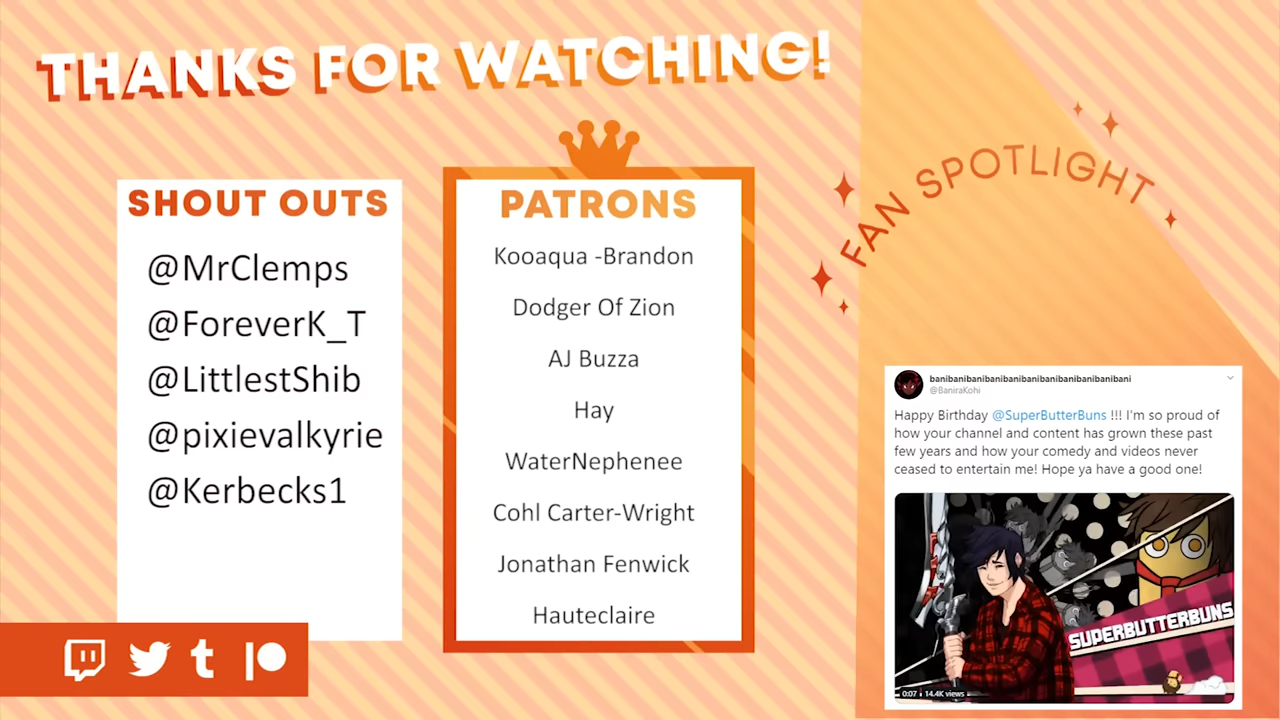 THANKS FOR WATCHING!
SHOUT OUTS
@MrClemps
@ForeverK_T
@LittlestShib
@pixievalkyrie
@Kerbecks1
PATRONS
Kooaqua -Brandon
Dodger Of Zion
AJ Buzza
Hay
WaterNephenee
Cohl Carter-Wright
Jonathan Fenwick
Hauteclaire
FAN SPOTLIGHT
banibanibanibanibanibanibanibanibanibanibani
@BaniraKohi
Happy Birthday @SuperButterBuns !!! I'm so proud of
how your channel and content has grown these past
few years and how your comedy and videos never
ceased to entertain me! Hope ya have a good one!
SUPERBUTTERBUNS
0:07 14.4K views